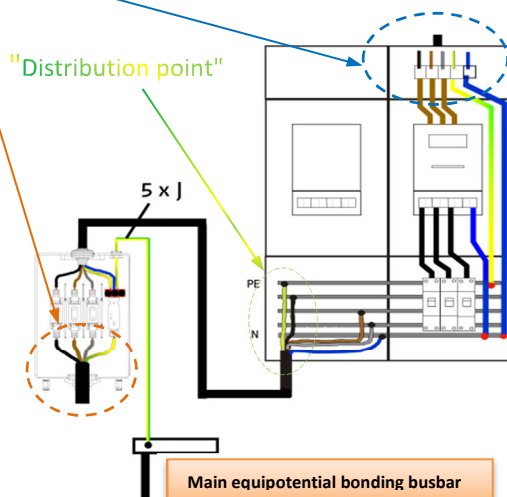 "Distribution point"
5 x J
PE
N
Main equipotential bonding busbar